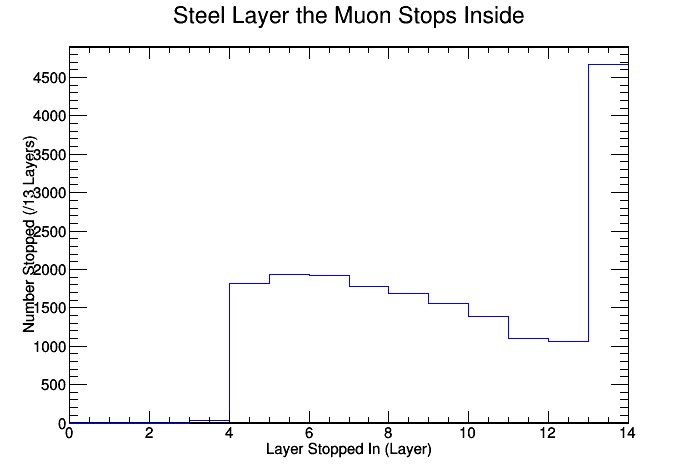 Steel Layer the Muon Stops Inside
Number Stopped (/13 Layers)
4500
4000
3500
3000
2500
2000
1500
1000
500
0
0 2 4 6 8 10 12 14
Layer Stopped In (Layer)